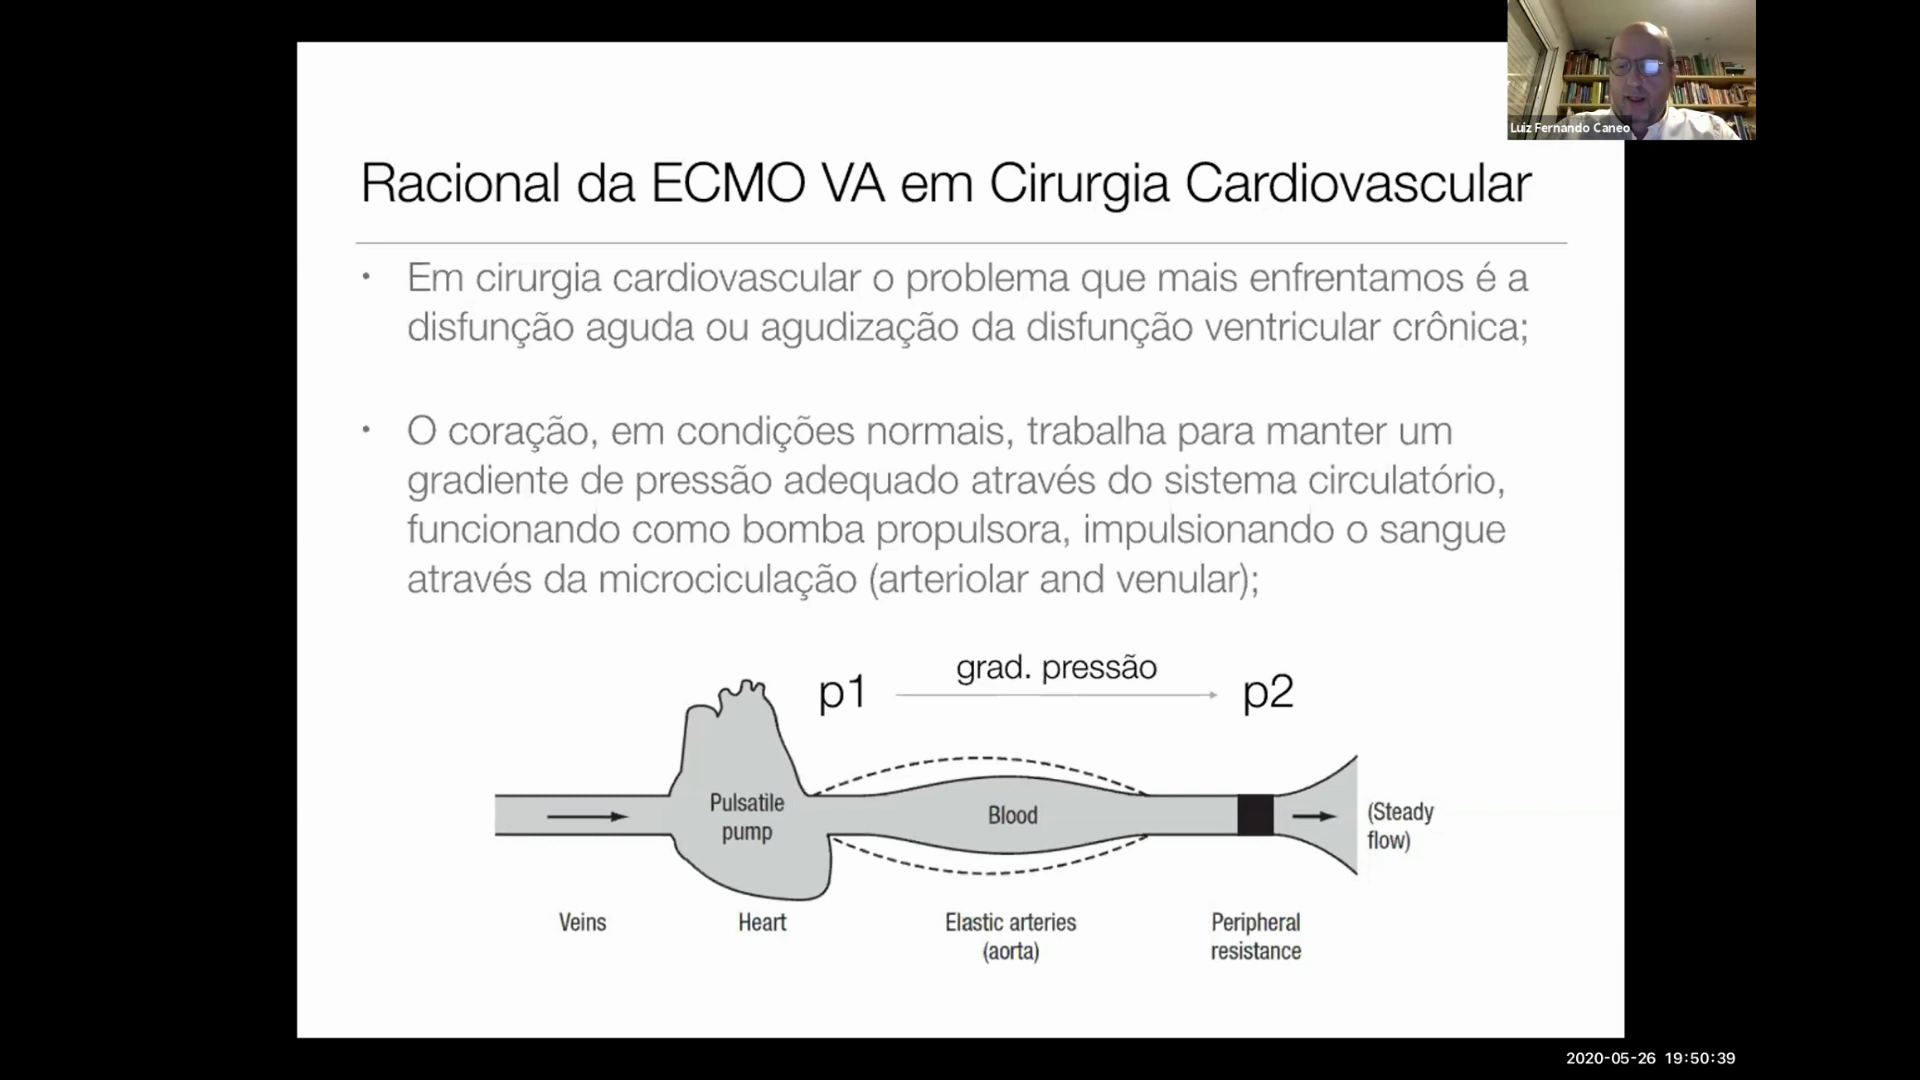 Luiz Fernando Caneo
Racional da ECMO VA em Cirurgia Cardiovascular
• Em cirurgia cardiovascular o problema que mais enfrentamos é a
disfunção aguda ou agudização da disfunção ventricular crônica;
• O coração, em condições normais, trabalha para manter um
gradiente de pressão adequado através do sistema circulatório,
funcionando como bomba propulsora, impulsionando o sangue
através da microciculação (arteriolar and venular);
grad. pressão
p1
p2
Pulsatile
pump
Blood
(Steady
flow)
Veins
Heart
Elastic arteries
(aorta)
Peripheral
resistance
2020-05-26 19:50:39